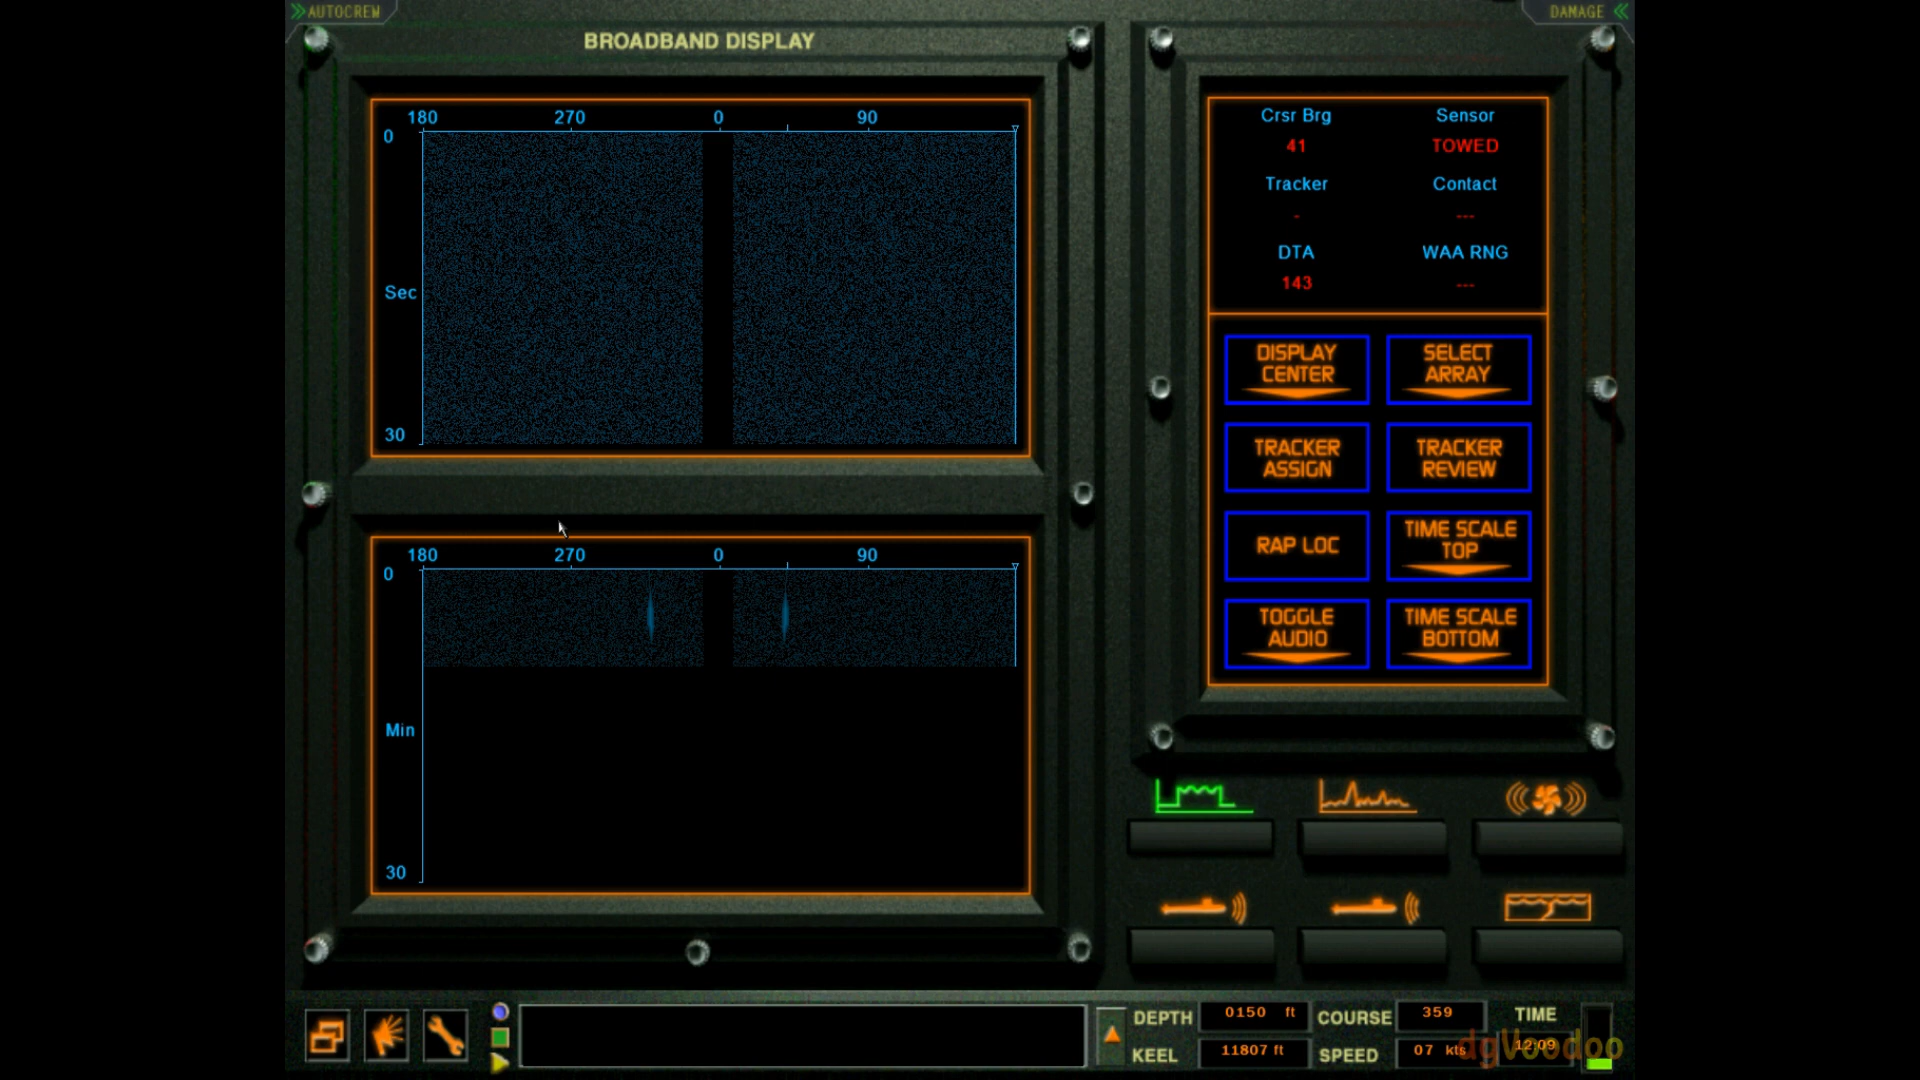 AUTOCREW
DAMAGE
BROADBAND DISPLAY
180 270 0 90
0
Sec
30
180 270 0 90
0
Min
30
Crsr Brg Sensor
41 TOWED
Tracker Contact
- ---
DTA WAA RNG
143 ---
DISPLAY CENTER
SELECT ARRAY
TRACKER ASSIGN
TRACKER REVIEW
RAP LOC
TIME SCALE TOP
TOGGLE AUDIO
TIME SCALE BOTTOM
DEPTH 0150 ft COURSE 359 TIME
KEEL 11807 ft SPEED 07 kts 12:09
dgVoodoo